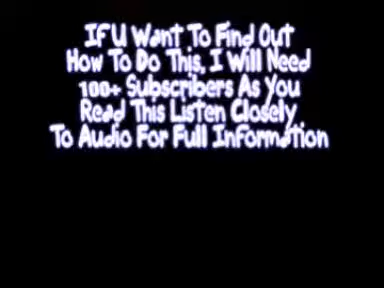 If U Want To Find Out
How To Do This, I Will Need
100+ Subscribers As You
Read This Listen Closely
To Audio For Full Information